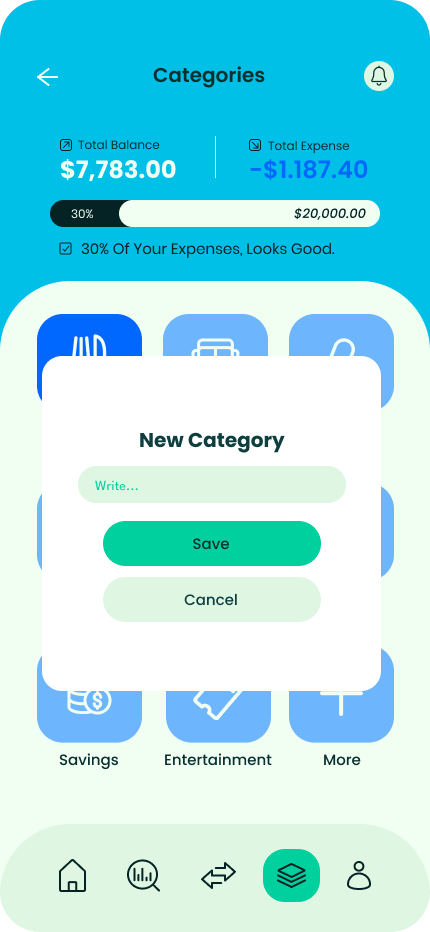 Categories
Total Balance
Total Expense
$7,783.00
-$1.187.40
30%
$20,000.00
30% Of Your Expenses, Looks Good.
New Category
Write...
Save
Cancel
Savings
Entertainment
More